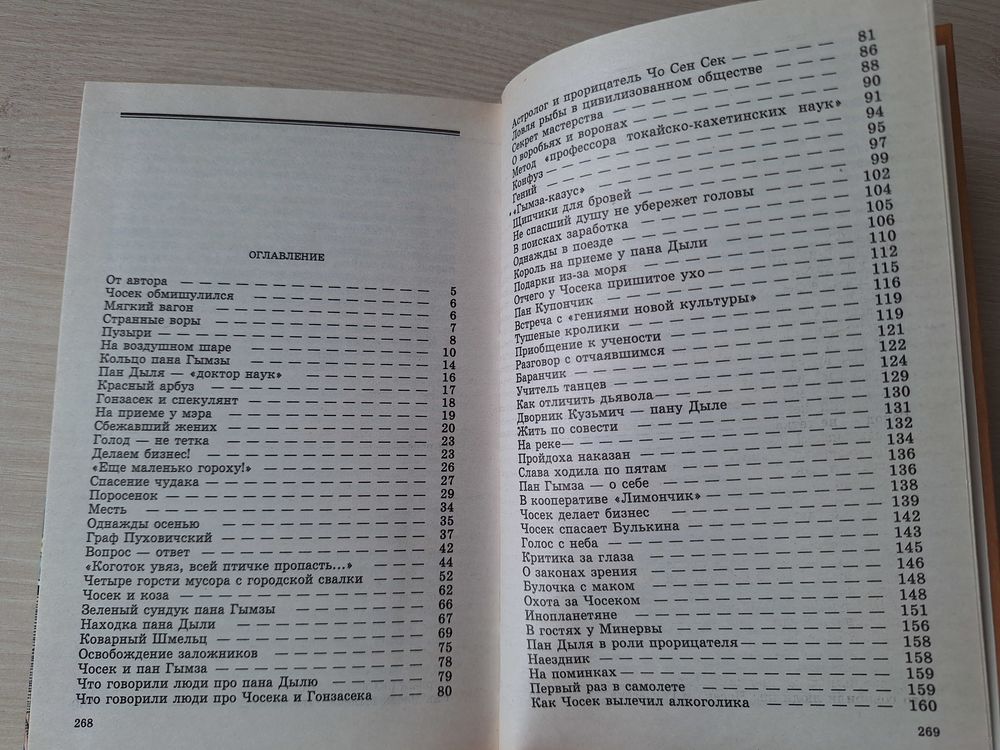 ОГЛАВЛЕНИЕ
От автора — 5
Чосек обмишулился — 6
Мягкий вагон — 6
Странные воры — 7
Пузыри — 8
На воздушном шаре — 10
Кольцо пана Гымзы — 14
Пан Дыля — «доктор наук» — 16
Красный арбуз — 17
Гонзасек и спекулянт — 18
На приеме у мэра — 19
Сбежавший жених — 20
Голод — не тетка — 23
Делаем бизнес! — 23
«Еще маленько гороху!» — 26
Спасение чудака — 27
Поросенок — 29
Месть — 34
Однажды осенью — 35
Граф Пуховичский — 37
Вопрос — ответ — 42
«Коготок увяз, всей птичке пропасть...» — 44
Четыре горсти мусора с городской свалки — 52
Чосек и коза — 62
Зеленый сундук пана Гымзы — 66
Находка пана Дыли — 67
Коварный Шмельц — 69
Освобождение заложников — 75
Чосек и пан Гымза — 78
Что говорили люди про пана Дылю — 79
Что говорили люди про Чосека и Гонзасека — 80
268
Астролог и прорицатель Чо Сен Сек — 81
Ловля рыбы в цивилизованном обществе — 86
Секрет мастерства — 88
О воробьях и воронах — 90
Метод «профессора токайско-кахетинских наук» 91
Конфуз — 94
Гений — 95
«Гымза-казус» — 97
Щипчики для бровей — 99
Не спасший душу не убережет головы — 102
В поисках заработка — 104
Однажды в поезде — 105
Король на приеме у пана Дыли — 106
Подарки из-за моря — 110
Отчего у Чосека пришитое ухо — 112
Пан Купончик — 115
Встреча с «гениями новой культуры» — 116
Тушеные кролики — 119
Приобщение к учености — 119
Разговор с отчаявшимся — 121
Баранчик — 122
Учитель танцев — 124
Как отличить дьявола — 129
Дворник Кузьмич — пану Дыле — 130
Жить по совести — 131
На реке — 132
Пройдоха наказан — 134
Слава ходила по пятам — 136
Пан Гымза — о себе — 136
В кооперативе «Лимончик» — 138
Чосек делает бизнес — 139
Чосек спасает Булькина — 142
Голос с неба — 143
Критика за глаза — 145
О законах зрения — 146
Булочка с маком — 148
Охота за Чосеком — 148
Инопланетяне — 151
В гостях у Минервы — 156
Пан Дыля в роли прорицателя — 158
Наездник — 158
На поминках — 159
Первый раз в самолете — 159
Как Чосек вылечил алкоголика — 160
269